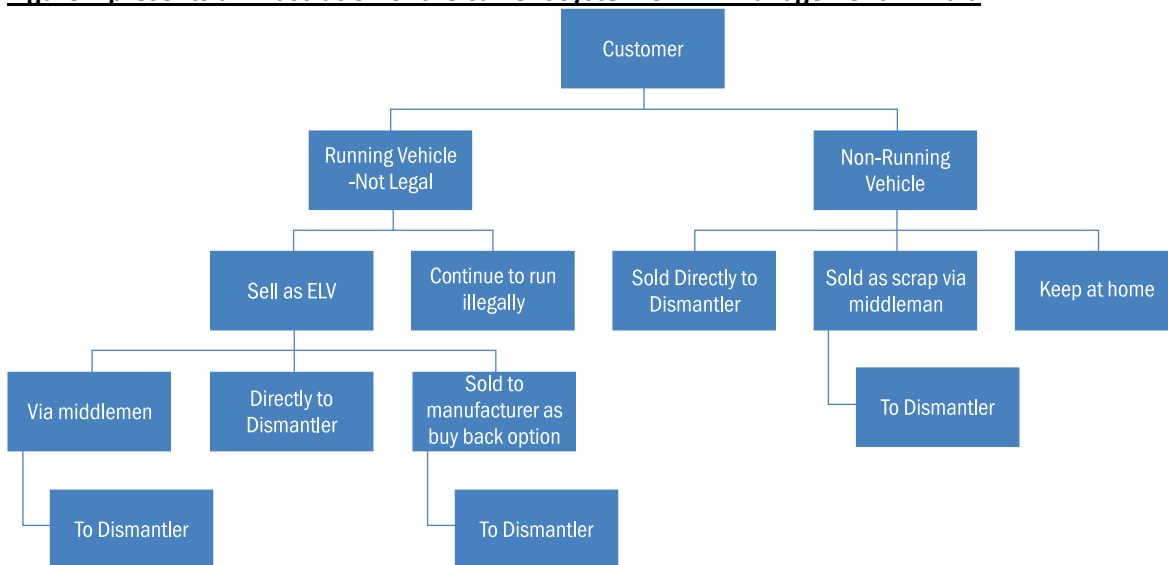 Customer
Running Vehicle
-Not Legal
Non-Running
Vehicle
Sell as ELV
Continue to run
illegally
Sold Directly to
Dismantler
Sold as scrap via
middleman
Keep at home
Via middlemen
Directly to
Dismantler
Sold to
manufacturer as
buy back option
To Dismantler
To Dismantler
To Dismantler